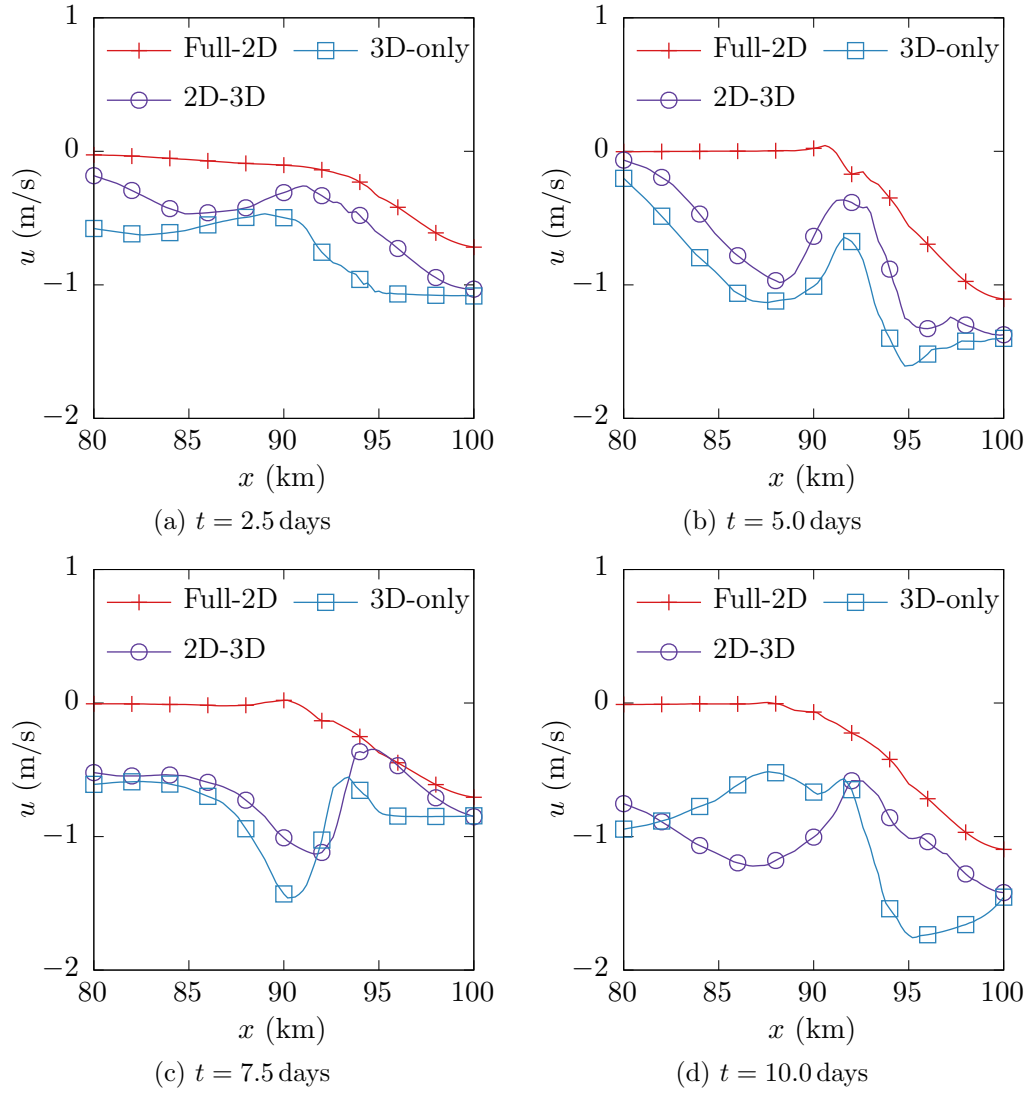 1
Full-2D 3D-only
2D-3D
0
−1
−2
u (m/s)
80 85 90 95 100
x (km)
(a) t = 2.5 days
1
Full-2D 3D-only
2D-3D
0
−1
−2
u (m/s)
80 85 90 95 100
x (km)
(b) t = 5.0 days
1
Full-2D 3D-only
2D-3D
0
−1
−2
u (m/s)
80 85 90 95 100
x (km)
(c) t = 7.5 days
1
Full-2D 3D-only
2D-3D
0
−1
−2
u (m/s)
80 85 90 95 100
x (km)
(d) t = 10.0 days